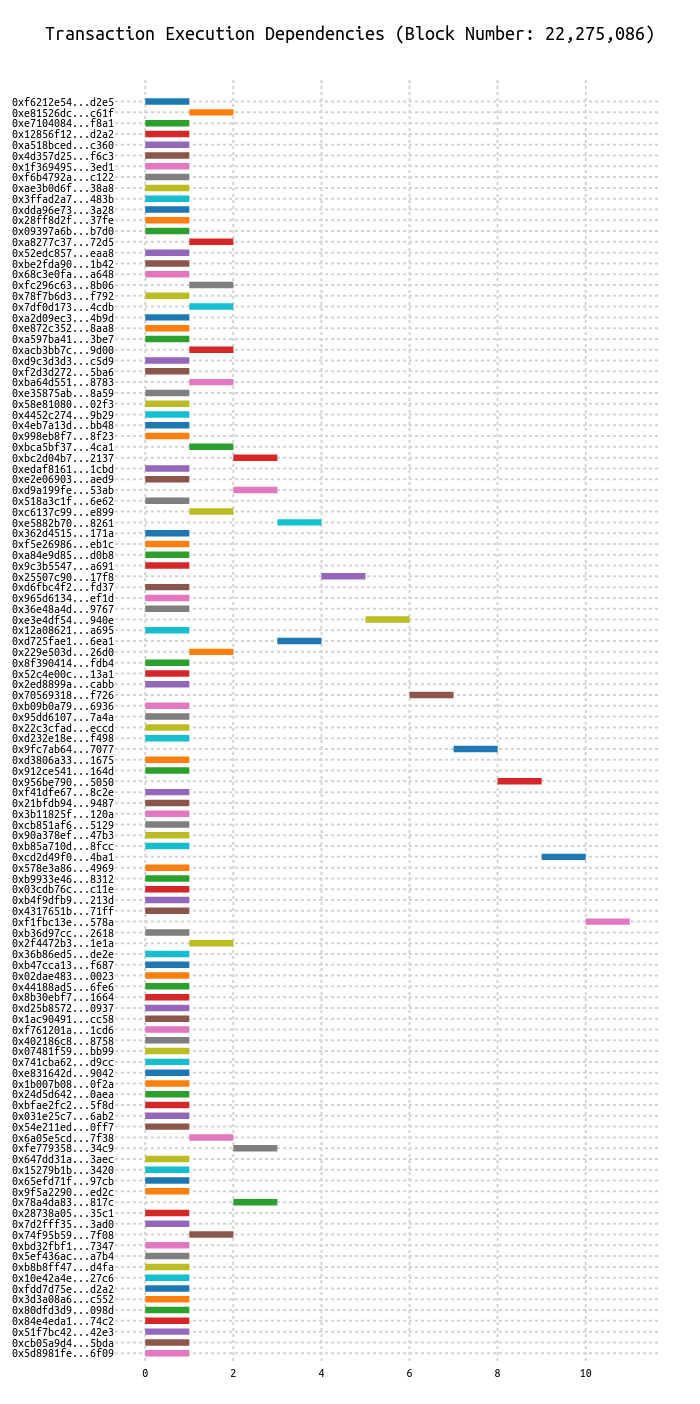 Transaction Execution Dependencies (Block Number: 22,275,086)
0xf6212e54...d2e5
0xe81526dc...c61f
0xe7104084...f8a1
0x12856f12...d2a2
0xa518bced...c360
0x4d357d25...f6c3
0x1f369495...3ed1
0xf6b4792a...c122
0xae3b0d6f...38a8
0x3ffad2a7...483b
0xdda96e73...3a28
0x28ff8d2f...37fe
0x09397a6b...b7d0
0xa8277c37...72d5
0x52edc857...eaa8
0xbe2fda90...1b42
0x68c3e0fa...a648
0xfc296c63...8b06
0x78f7b6d3...f792
0x7df0d173...4cdb
0xa2d09ec3...4b9d
0xe872c352...8aa8
0xa597ba41...3be7
0xacb3bb7c...9d00
0xd9c3d3d3...c5d9
0xf2d3d272...5ba6
0xba64d551...8783
0xe35875ab...8a59
0x58e81080...02f3
0x4452c274...9b29
0x4eb7a13d...bb48
0x998eb8f7...8f23
0xbca5bf37...4ca1
0xbc2d04b7...2137
0xedaf8161...1cbd
0xe2e06903...aed9
0xd9a199fe...53ab
0x518a3c1f...6e62
0xc6137c99...e899
0xe5882b70...8261
0x362d4515...171a
0xf5e26986...eb1c
0xa84e9d85...d0b8
0x9c3b5547...a691
0x25507c90...17f8
0xd6fbc4f2...fd37
0x965d6134...ef1d
0x36e48a4d...9767
0xe3e4df54...940e
0x12a08621...a695
0xd725fae1...6ea1
0x229e503d...26d0
0x8f390414...fdb4
0x52c4e00c...13a1
0x2ed8899a...cabb
0x70569318...f726
0xb09b0a79...6936
0x95dd6107...7a4a
0x22c3cfad...eccd
0xd232e18e...f498
0x9fc7ab64...7077
0xd3806a33...1675
0x912ce541...164d
0x956be790...5050
0xf41dfe67...8c2e
0x21bfdb94...9487
0x3b11825f...120a
0xcb851af6...5129
0x90a378ef...47b3
0xb85a710d...8fcc
0xcd2d49f0...4ba1
0x578e3a86...4969
0xb9933e46...8312
0x03cdb76c...c11e
0xb4f9dfb9...213d
0x4317651b...71ff
0xf1fbc13e...578a
0xb36d97cc...2618
0x2f4472b3...1e1a
0x36b86ed5...de2e
0xb47cca13...f687
0x02dae483...0023
0x44188ad5...6fe6
0x8b30ebf7...1664
0xd25b8572...0937
0x1ac90491...cc58
0xf761201a...1cd6
0x402186c8...8758
0x07481f59...bb99
0x741cba62...d9cc
0xe831642d...9042
0x1b007b08...0f2a
0x24d5d642...0aea
0xbfae2fc2...5f8d
0x031e25c7...6ab2
0x54e211ed...0ff7
0x6a05e5cd...7f38
0xfe779358...34c9
0x647dd31a...3aec
0x15279b1b...3420
0x65efd71f...97cb
0x9f5a2290...ed2c
0x78a4da83...817c
0x28738a05...35c1
0x7d2fff35...3ad0
0x74f95b59...7f08
0xbd32fbf1...7347
0x5ef436ac...a7b4
0xb8b8ff47...d4fa
0x10e42a4e...27c6
0xfdd7d75e...d2a2
0x3d3a08a6...c552
0x80dfd3d9...098d
0x84e4eda1...74c2
0x51f7bc42...42e3
0xcb05a9d4...5bda
0x5d8981fe...6f09
0 2 4 6 8 10